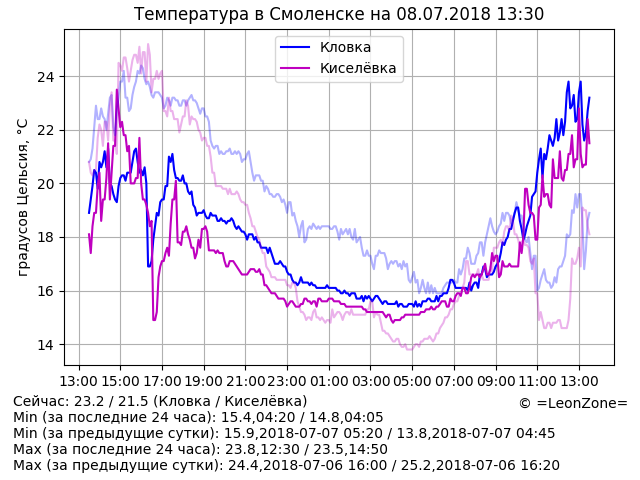 Температура в Смоленске на 08.07.2018 13:30
Кловка
Киселёвка
градусов Цельсия, °C
24
22
20
18
16
14
13:00 15:00 17:00 19:00 21:00 23:00 01:00 03:00 05:00 07:00 09:00 11:00 13:00
Сейчас: 23.2 / 21.5 (Кловка / Киселёвка)
© =LeonZone=
Min (за последние 24 часа): 15.4,04:20 / 14.8,04:05
Min (за предыдущие сутки): 15.9,2018-07-07 05:20 / 13.8,2018-07-07 04:45
Max (за последние 24 часа): 23.8,12:30 / 23.5,14:50
Max (за предыдущие сутки): 24.4,2018-07-06 16:00 / 25.2,2018-07-06 16:20